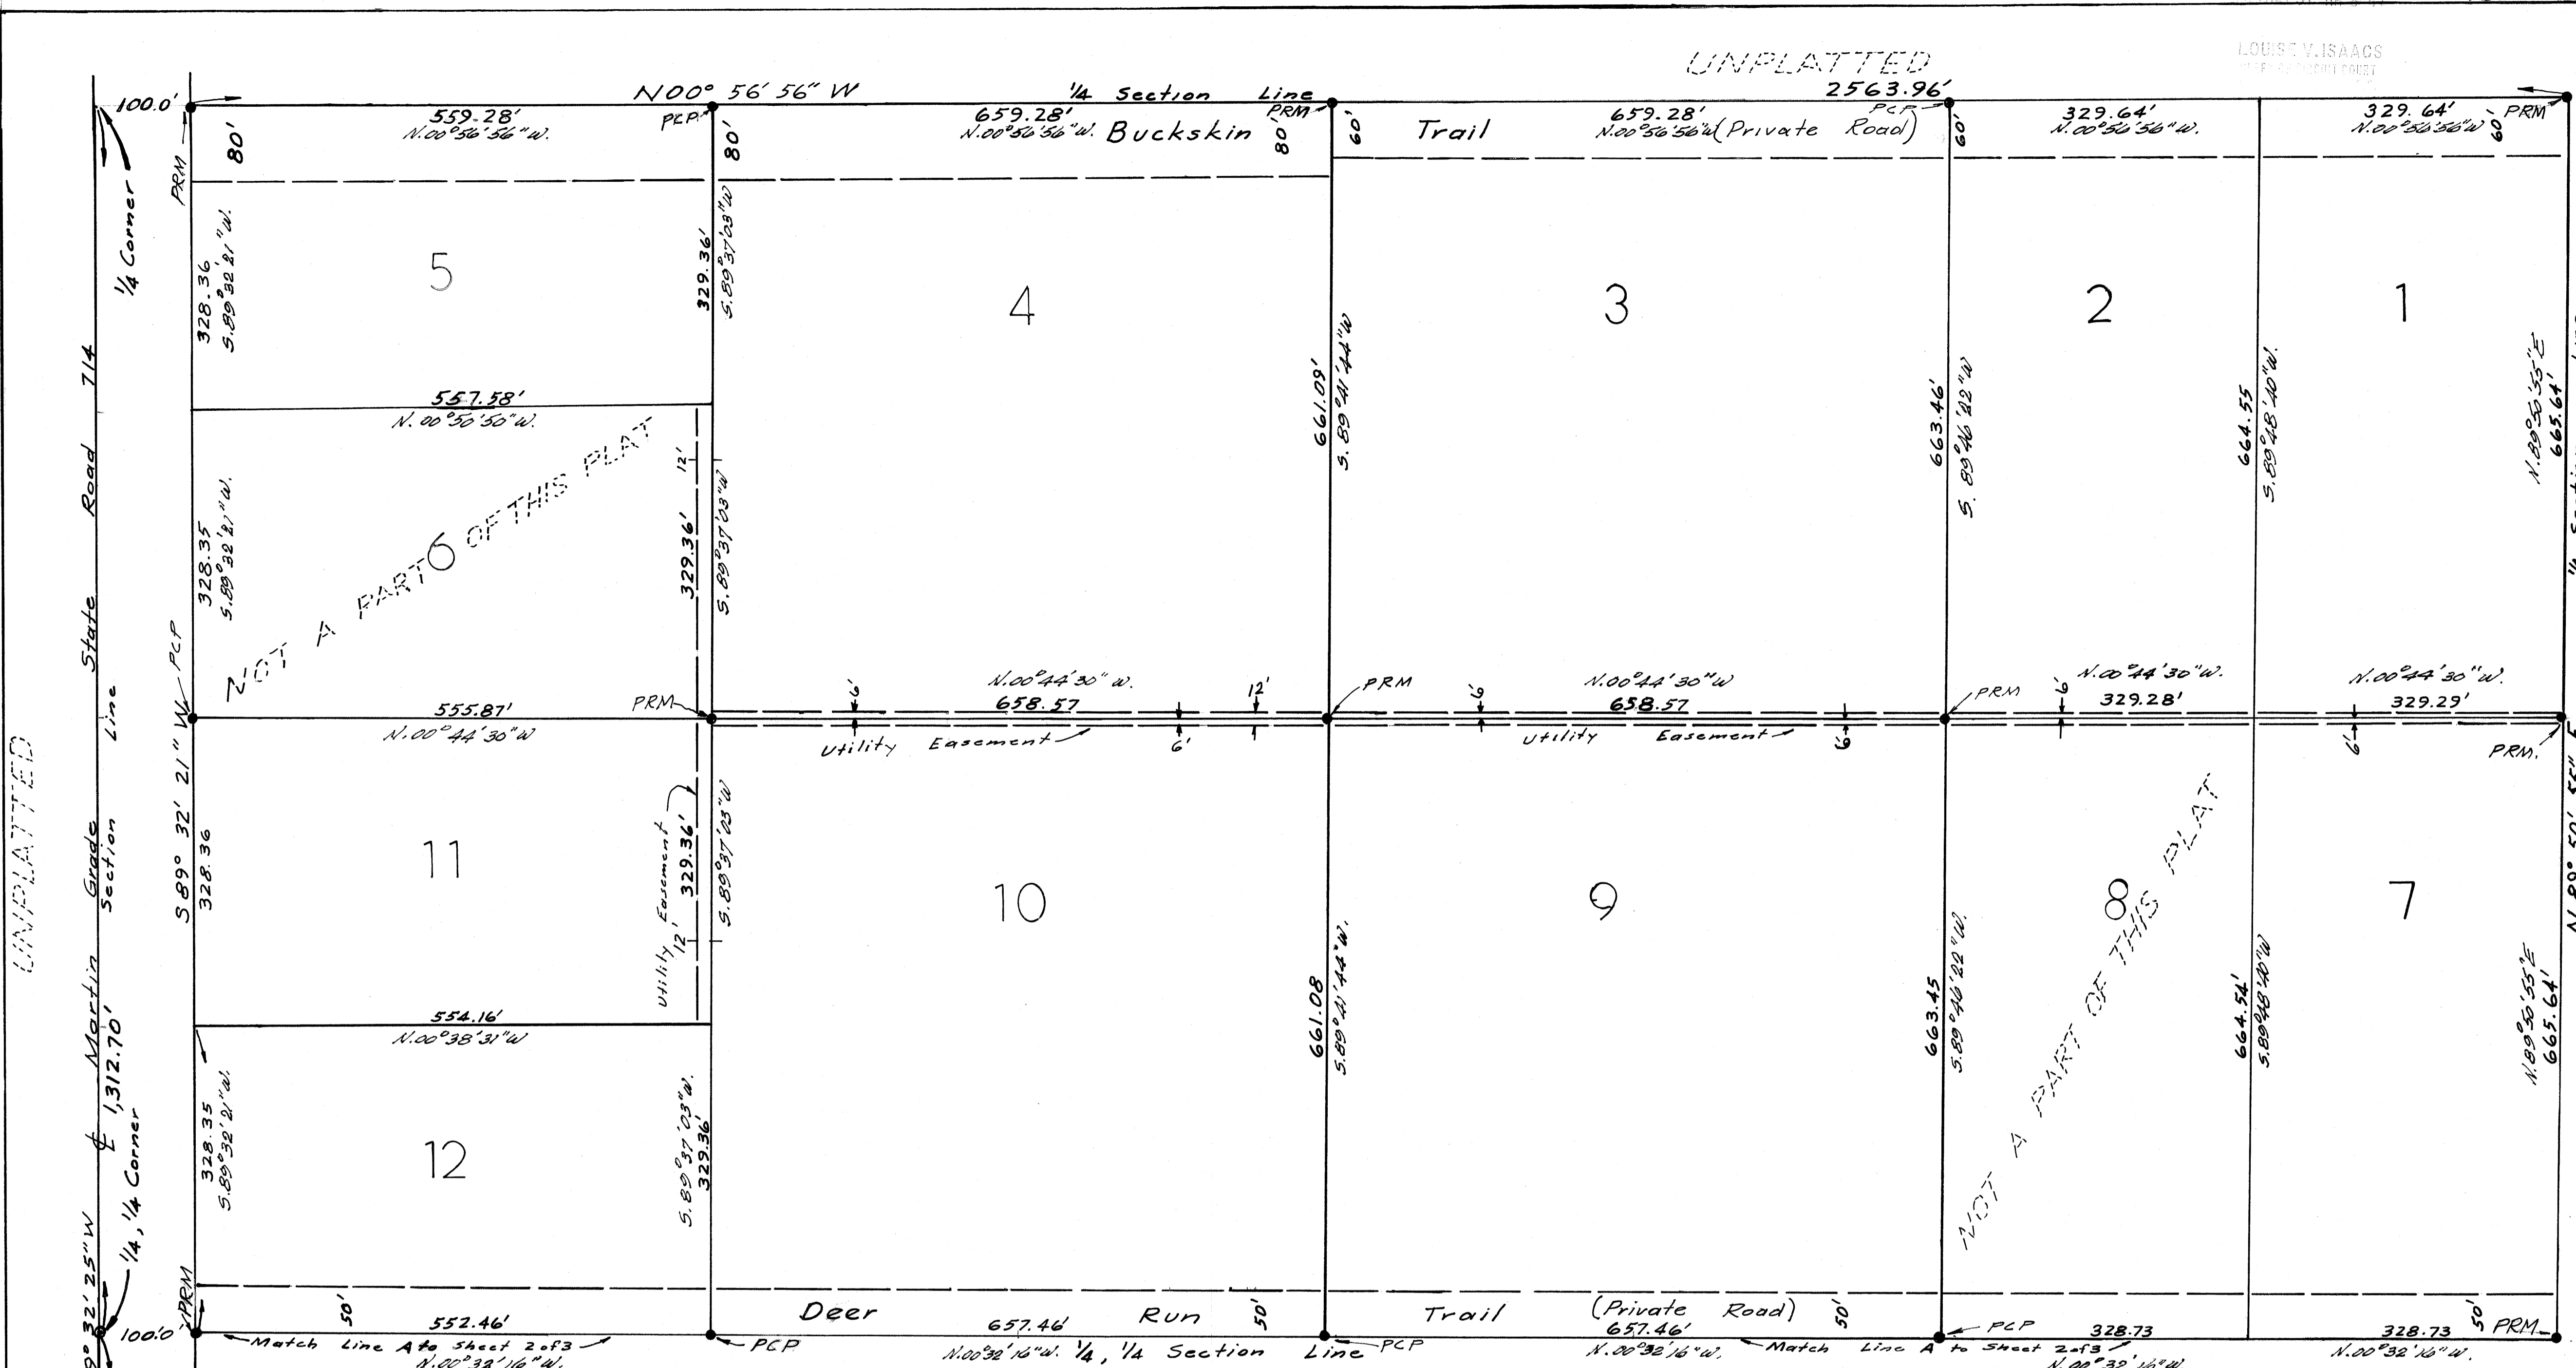 LOUISE V. ISAACS
UNPLATTED
N00° 56' 56" W
1/4 Section Line
2563.96'
100.0'
559.28'
N.00°56'56"W.
PCP
659.28'
N.00°56'56"W.
Buckskin
PRM
659.28'
N.00°56'56"W
Trail
(Private Road)
PCP
329.64'
N.00°56'56"W.
329.64'
N.00°56'56"W
PRM
80'
80'
80'
60'
60'
60'
PRM
1/4 Corner
328.36
S.89°32'21"W.
5
329.36'
S.89°37'03"W
4
3
2
1
557.58'
N.00°50'50"W.
661.09'
S.89°41'44"W
663.46'
S.89°46'22"W
664.55
S.89°48'40"W.
N.89°50'55"E
665.64'
State Road 714
328.35
S.89°32'21"W.
NOT A PART OF THIS PLAT
6
12'
329.36'
S.89°37'03"W
PCP
555.87'
N.00°44'30"W
PRM
6'
N.00°44'30"W.
658.57
12'
Utility Easement
6'
PRM
6'
N.00°44'30"W
658.57
Utility Easement
6'
PRM
6'
N.00°44'30"W.
329.28'
N.00°44'30"W.
329.29'
6'
PRM.
UNPLATTED
Martin Grade
Section Line
S89° 32' 21" W
328.36
11
Utility Easement
12'
329.36'
S.89°37'03"W
10
9
8
NOT A PART OF THIS PLAT
7
554.16'
N.00°38'31"W
661.08
S.89°41'44"W.
663.45
S.89°46'22"W.
664.54'
S.89°48'40"W
N.89°50'55"E
665.64'
1,312.70'
1/4, 1/4 Corner
328.35
S.89°32'21"W.
12
S.89°37'03"W.
329.36'
PRM
100.0'
50'
552.46'
Match Line A to Sheet 2 of 3
N.00°32'16"W.
PCP
Deer Run
50'
657.46'
N.00°32'16"W.
1/4, 1/4 Section Line
PCP
Trail
(Private Road)
50'
657.46'
N.00°32'16"W.
Match Line A to Sheet 2 of 3
PCP
328.73
N.00°32'16"W
328.73
N.00°32'16"W.
50'
PRM